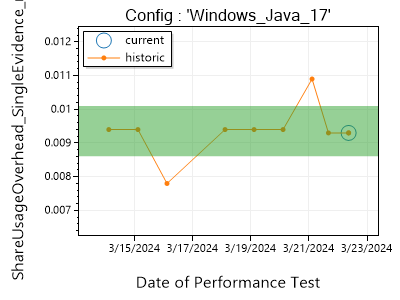 Config : 'Windows_Java_17'
current
historic
0.012
0.011
0.01
0.009
0.008
0.007
ShareUsageOverhead_SingleEvidence_
3/15/2024
3/17/2024
3/19/2024
3/21/2024
3/23/2024
Date of Performance Test